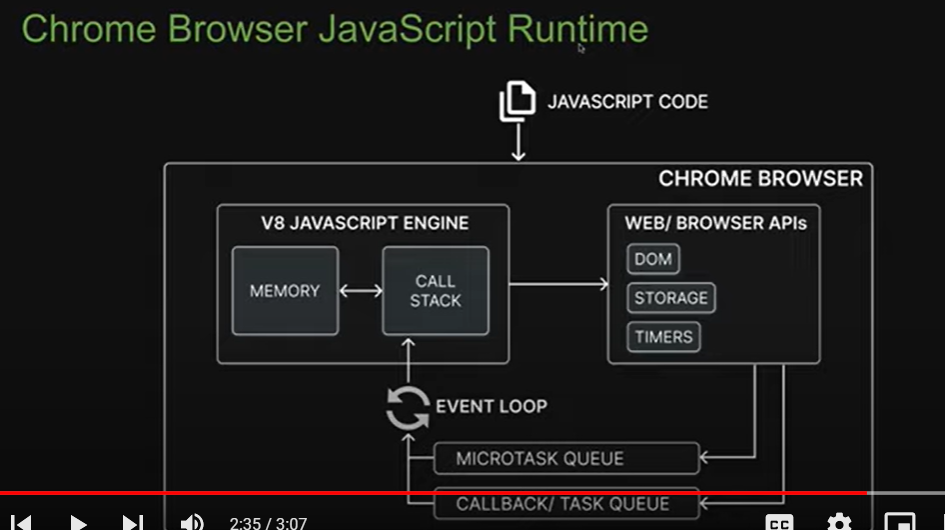 Chrome Browser JavaScript Runtime
JAVASCRIPT CODE
CHROME BROWSER
V8 JAVASCRIPT ENGINE
MEMORY
CALL
STACK
WEB/ BROWSER APIs
DOM
STORAGE
TIMERS
EVENT LOOP
MICROTASK QUEUE
CALLBACK/ TASK QUEUE
2:35 / 3:07
CC